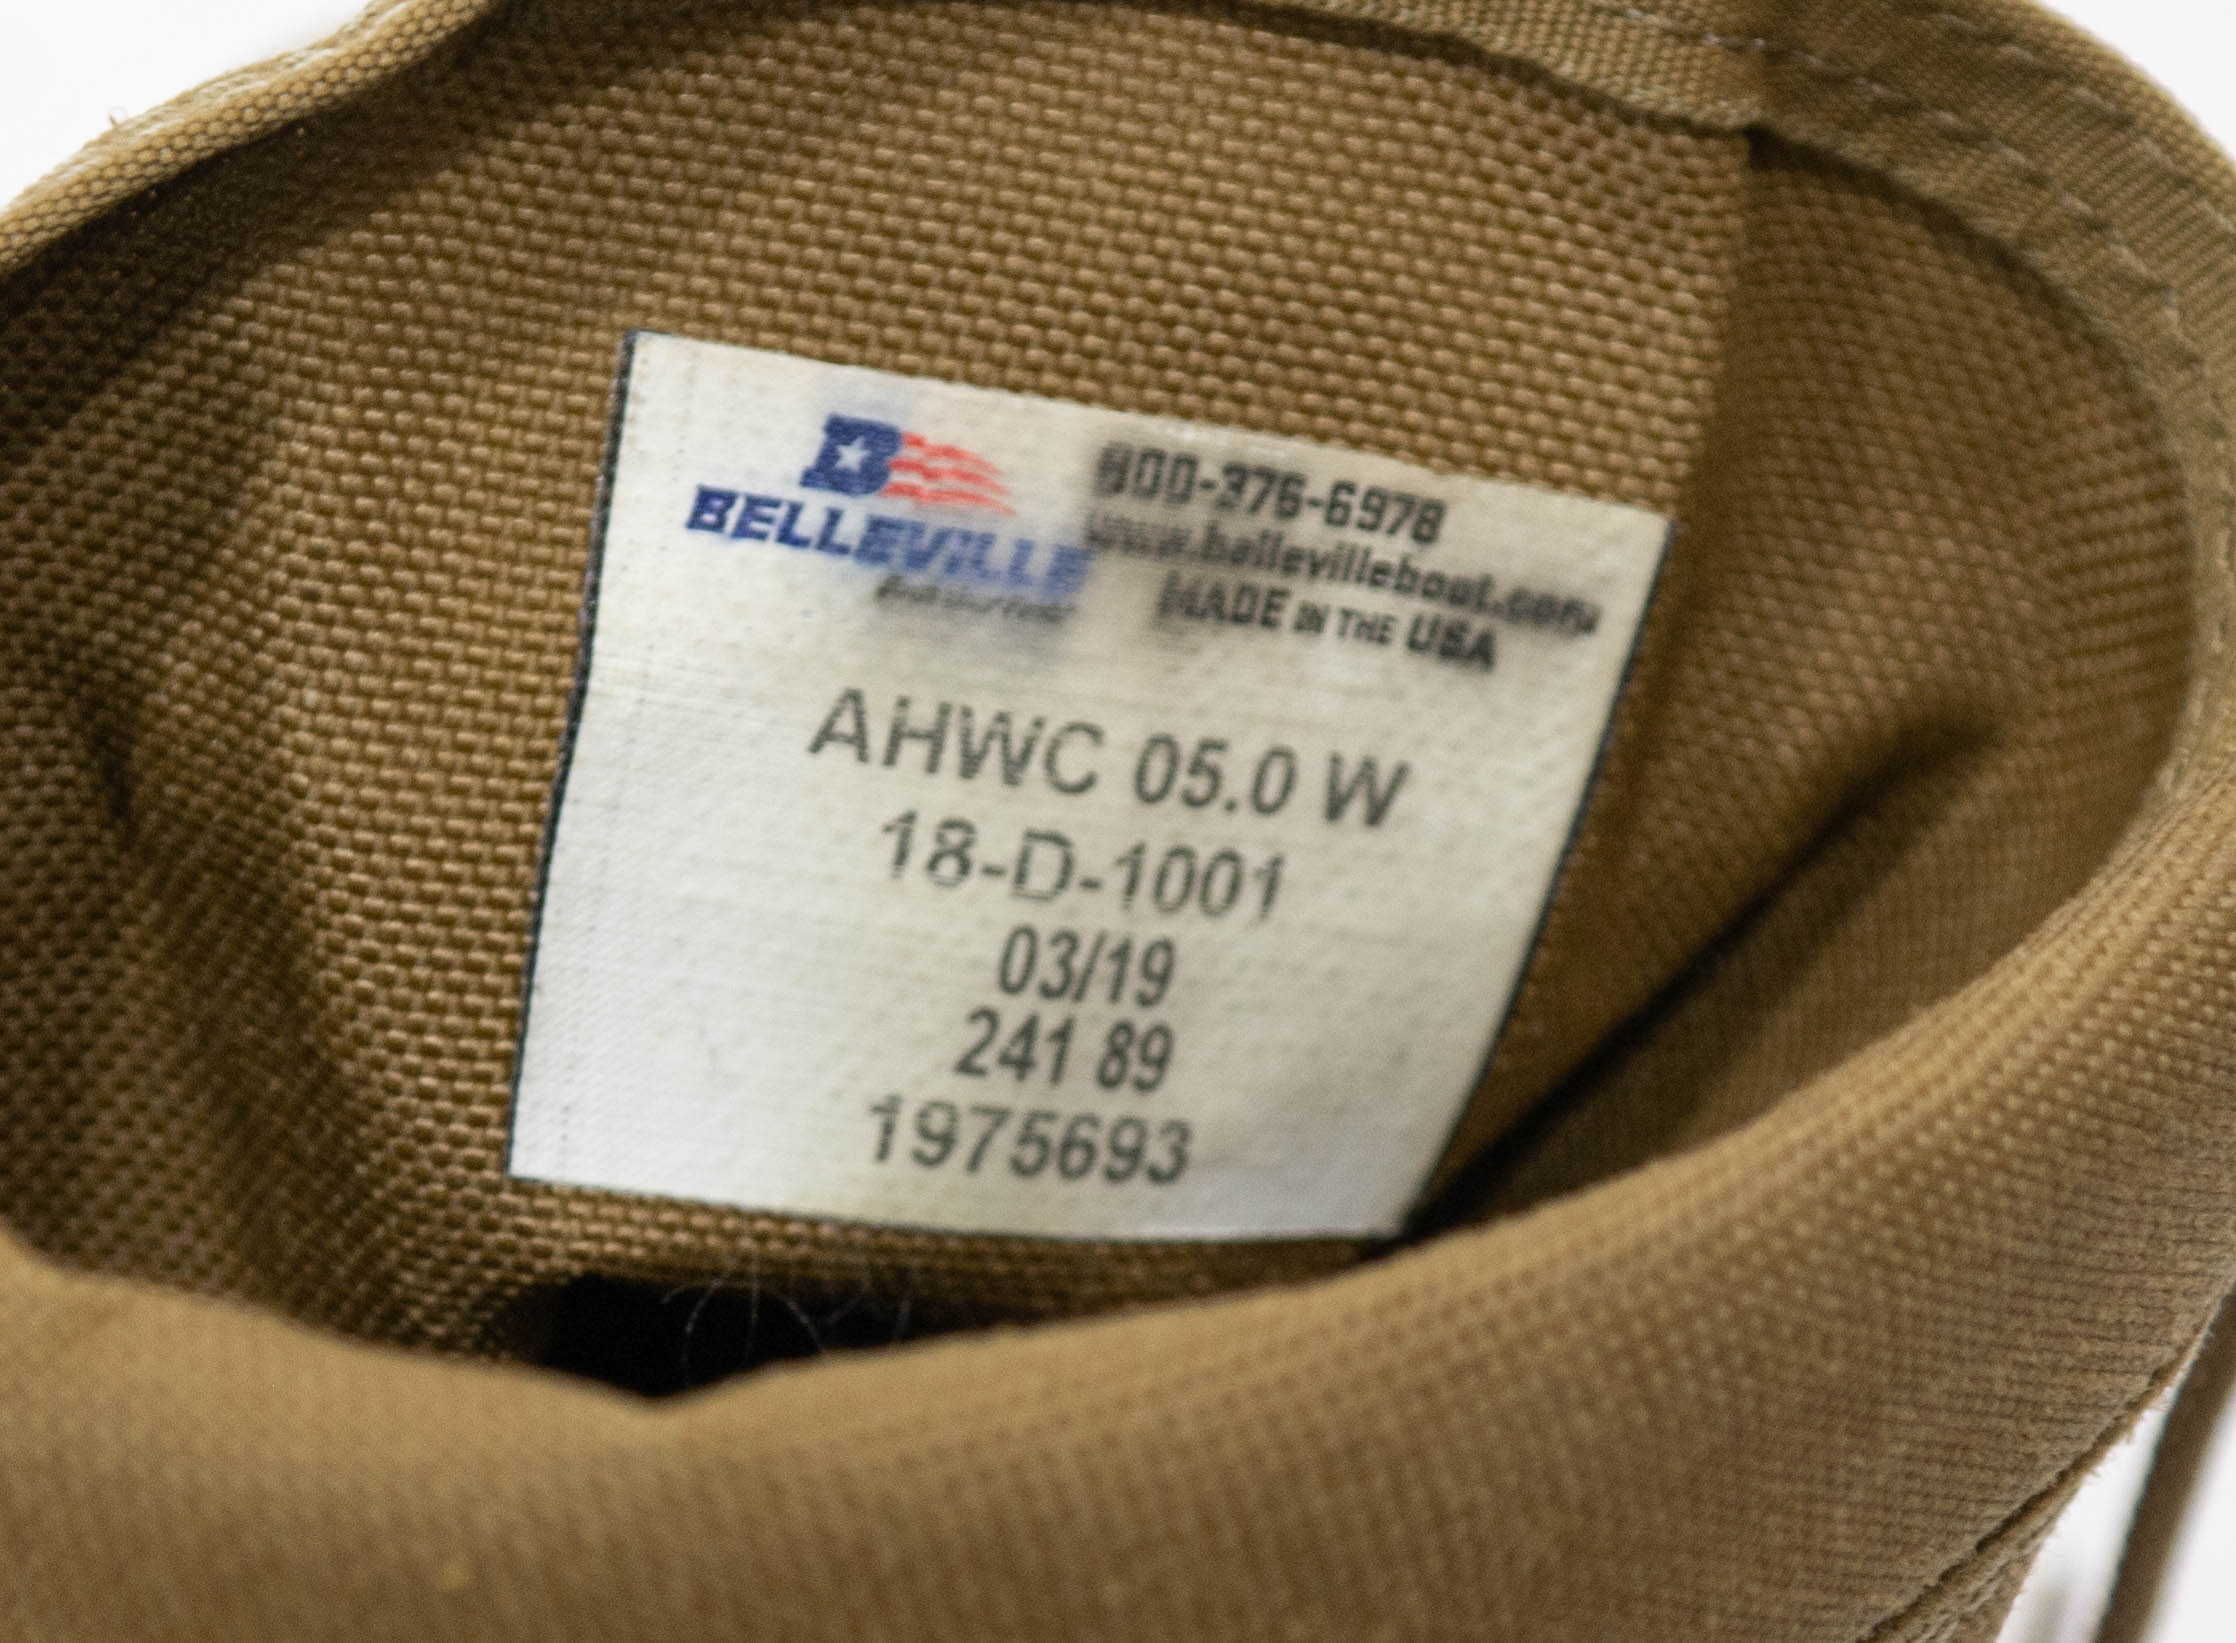 B
BELLEVILLE
800-376-6978
www.bellevilleboot.com
MADE IN THE USA
AHWC 05.0 W
18-D-1001
03/19
241 89
1975693